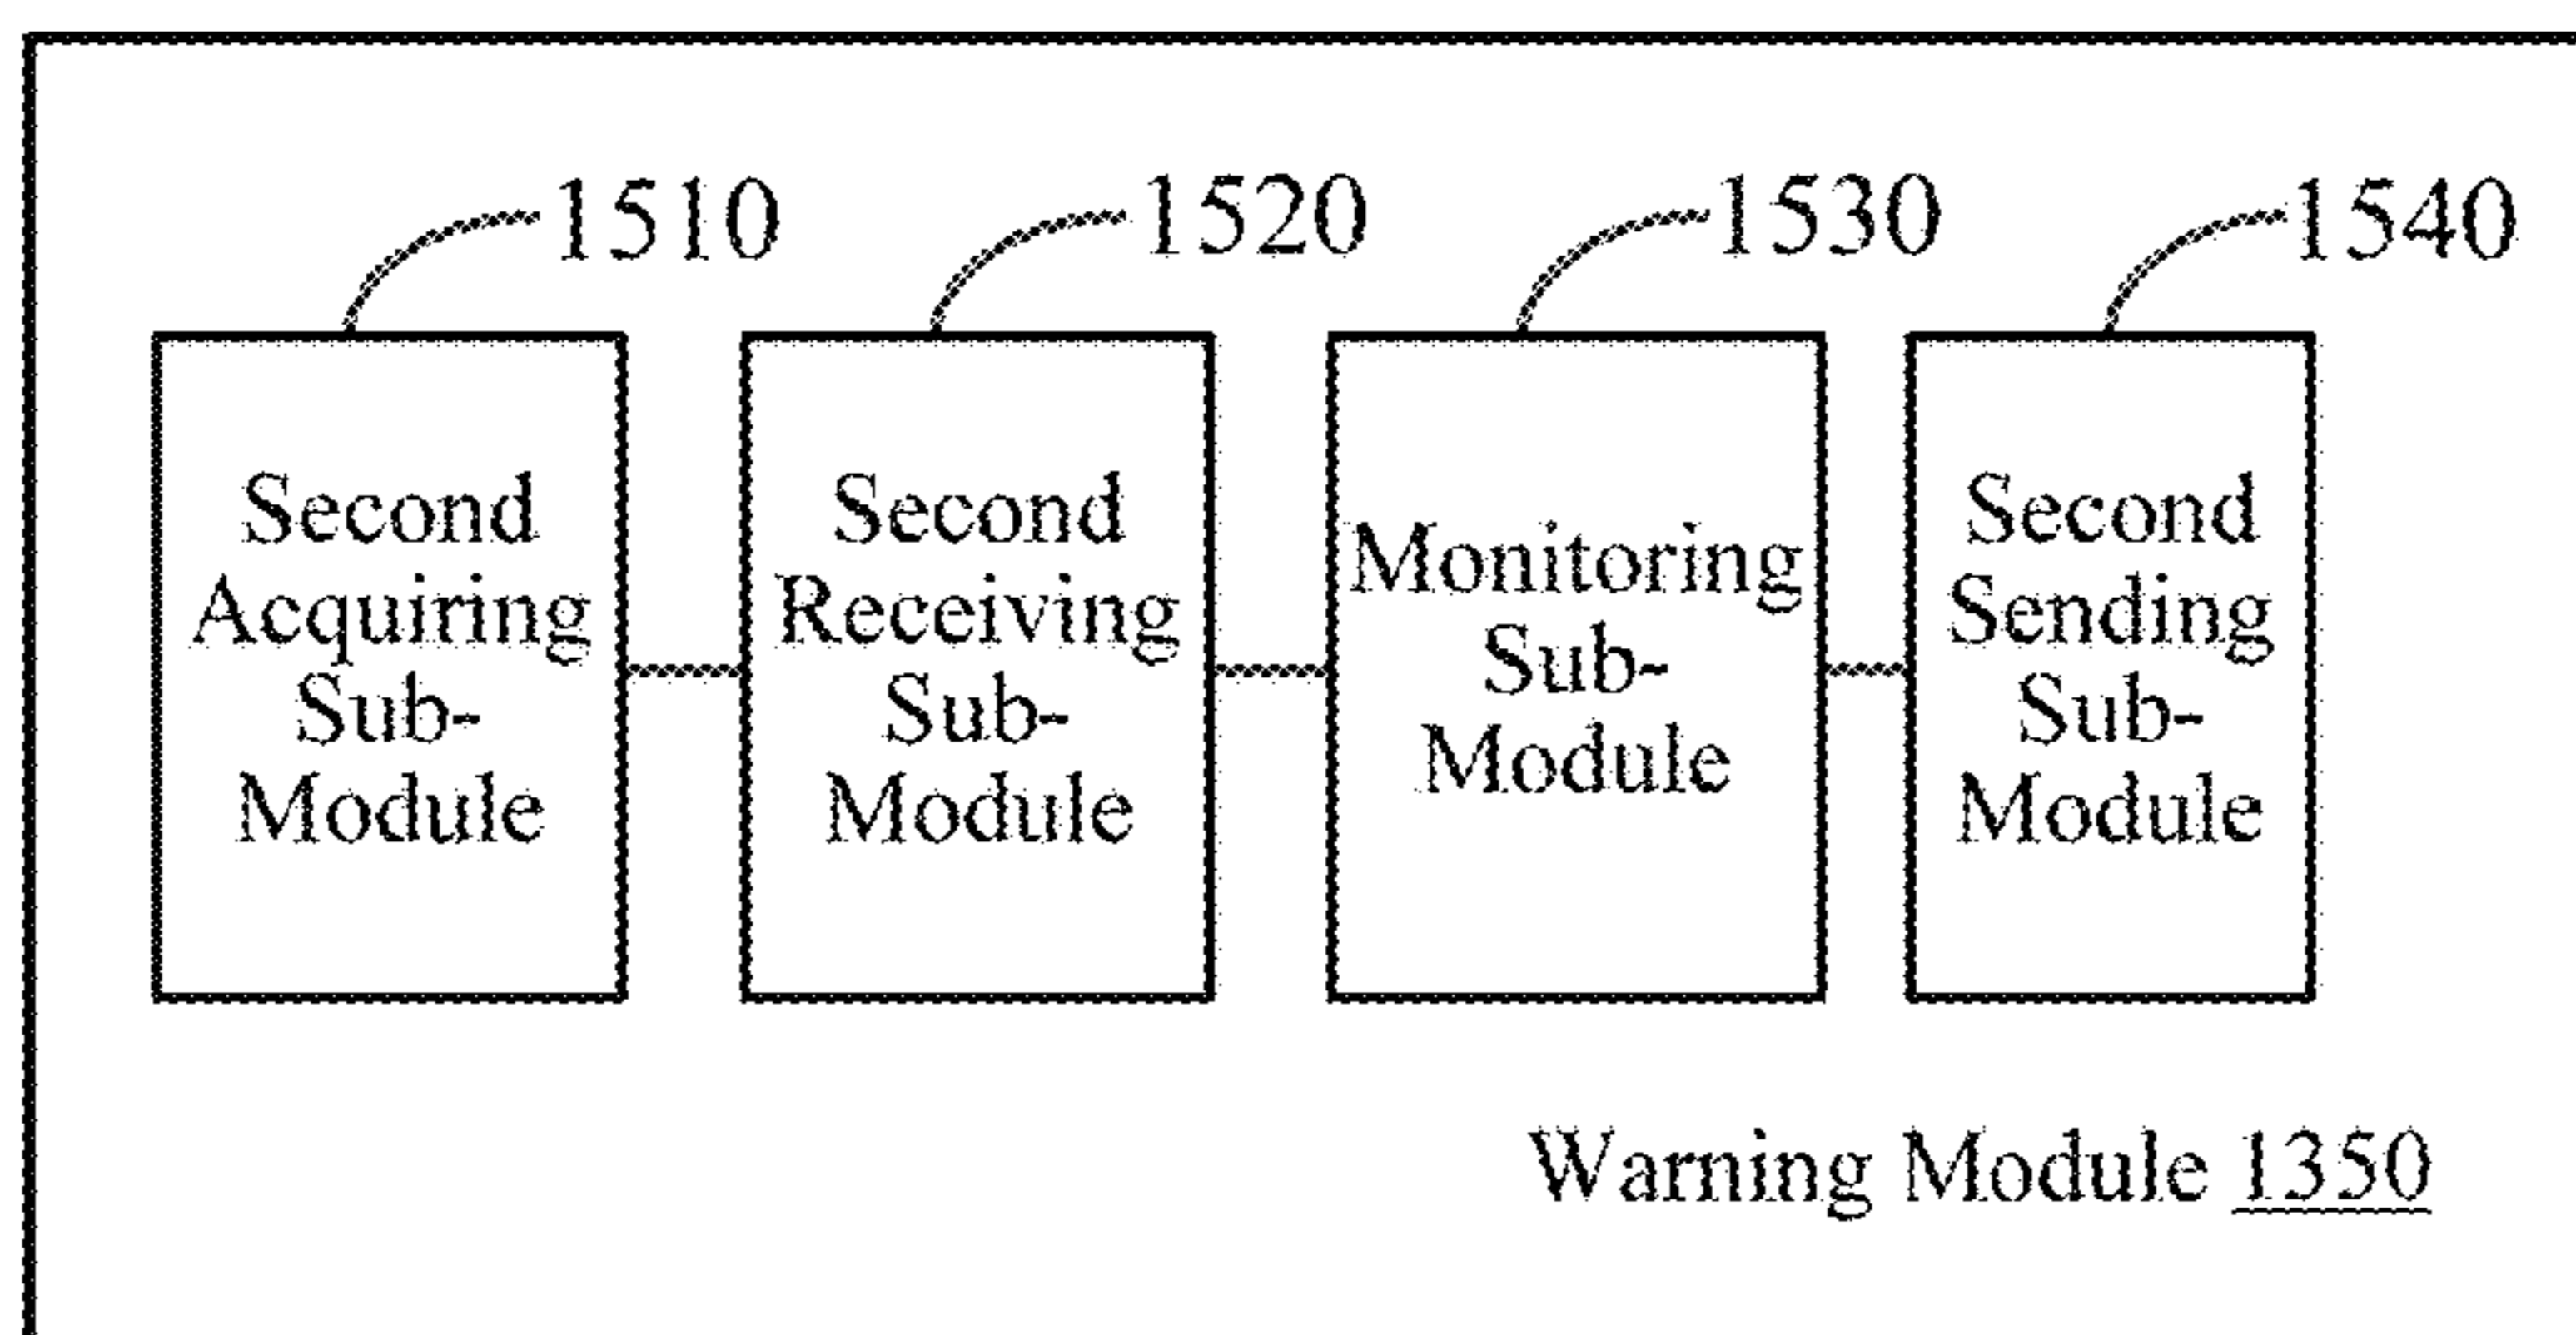 1510
1520
1530
1540
Second
Acquiring
Sub-
Module
Second
Receiving
Sub-
Module
Monitoring
Sub-
Module
Second
Sending
Sub-
Module
Warning Module 1350